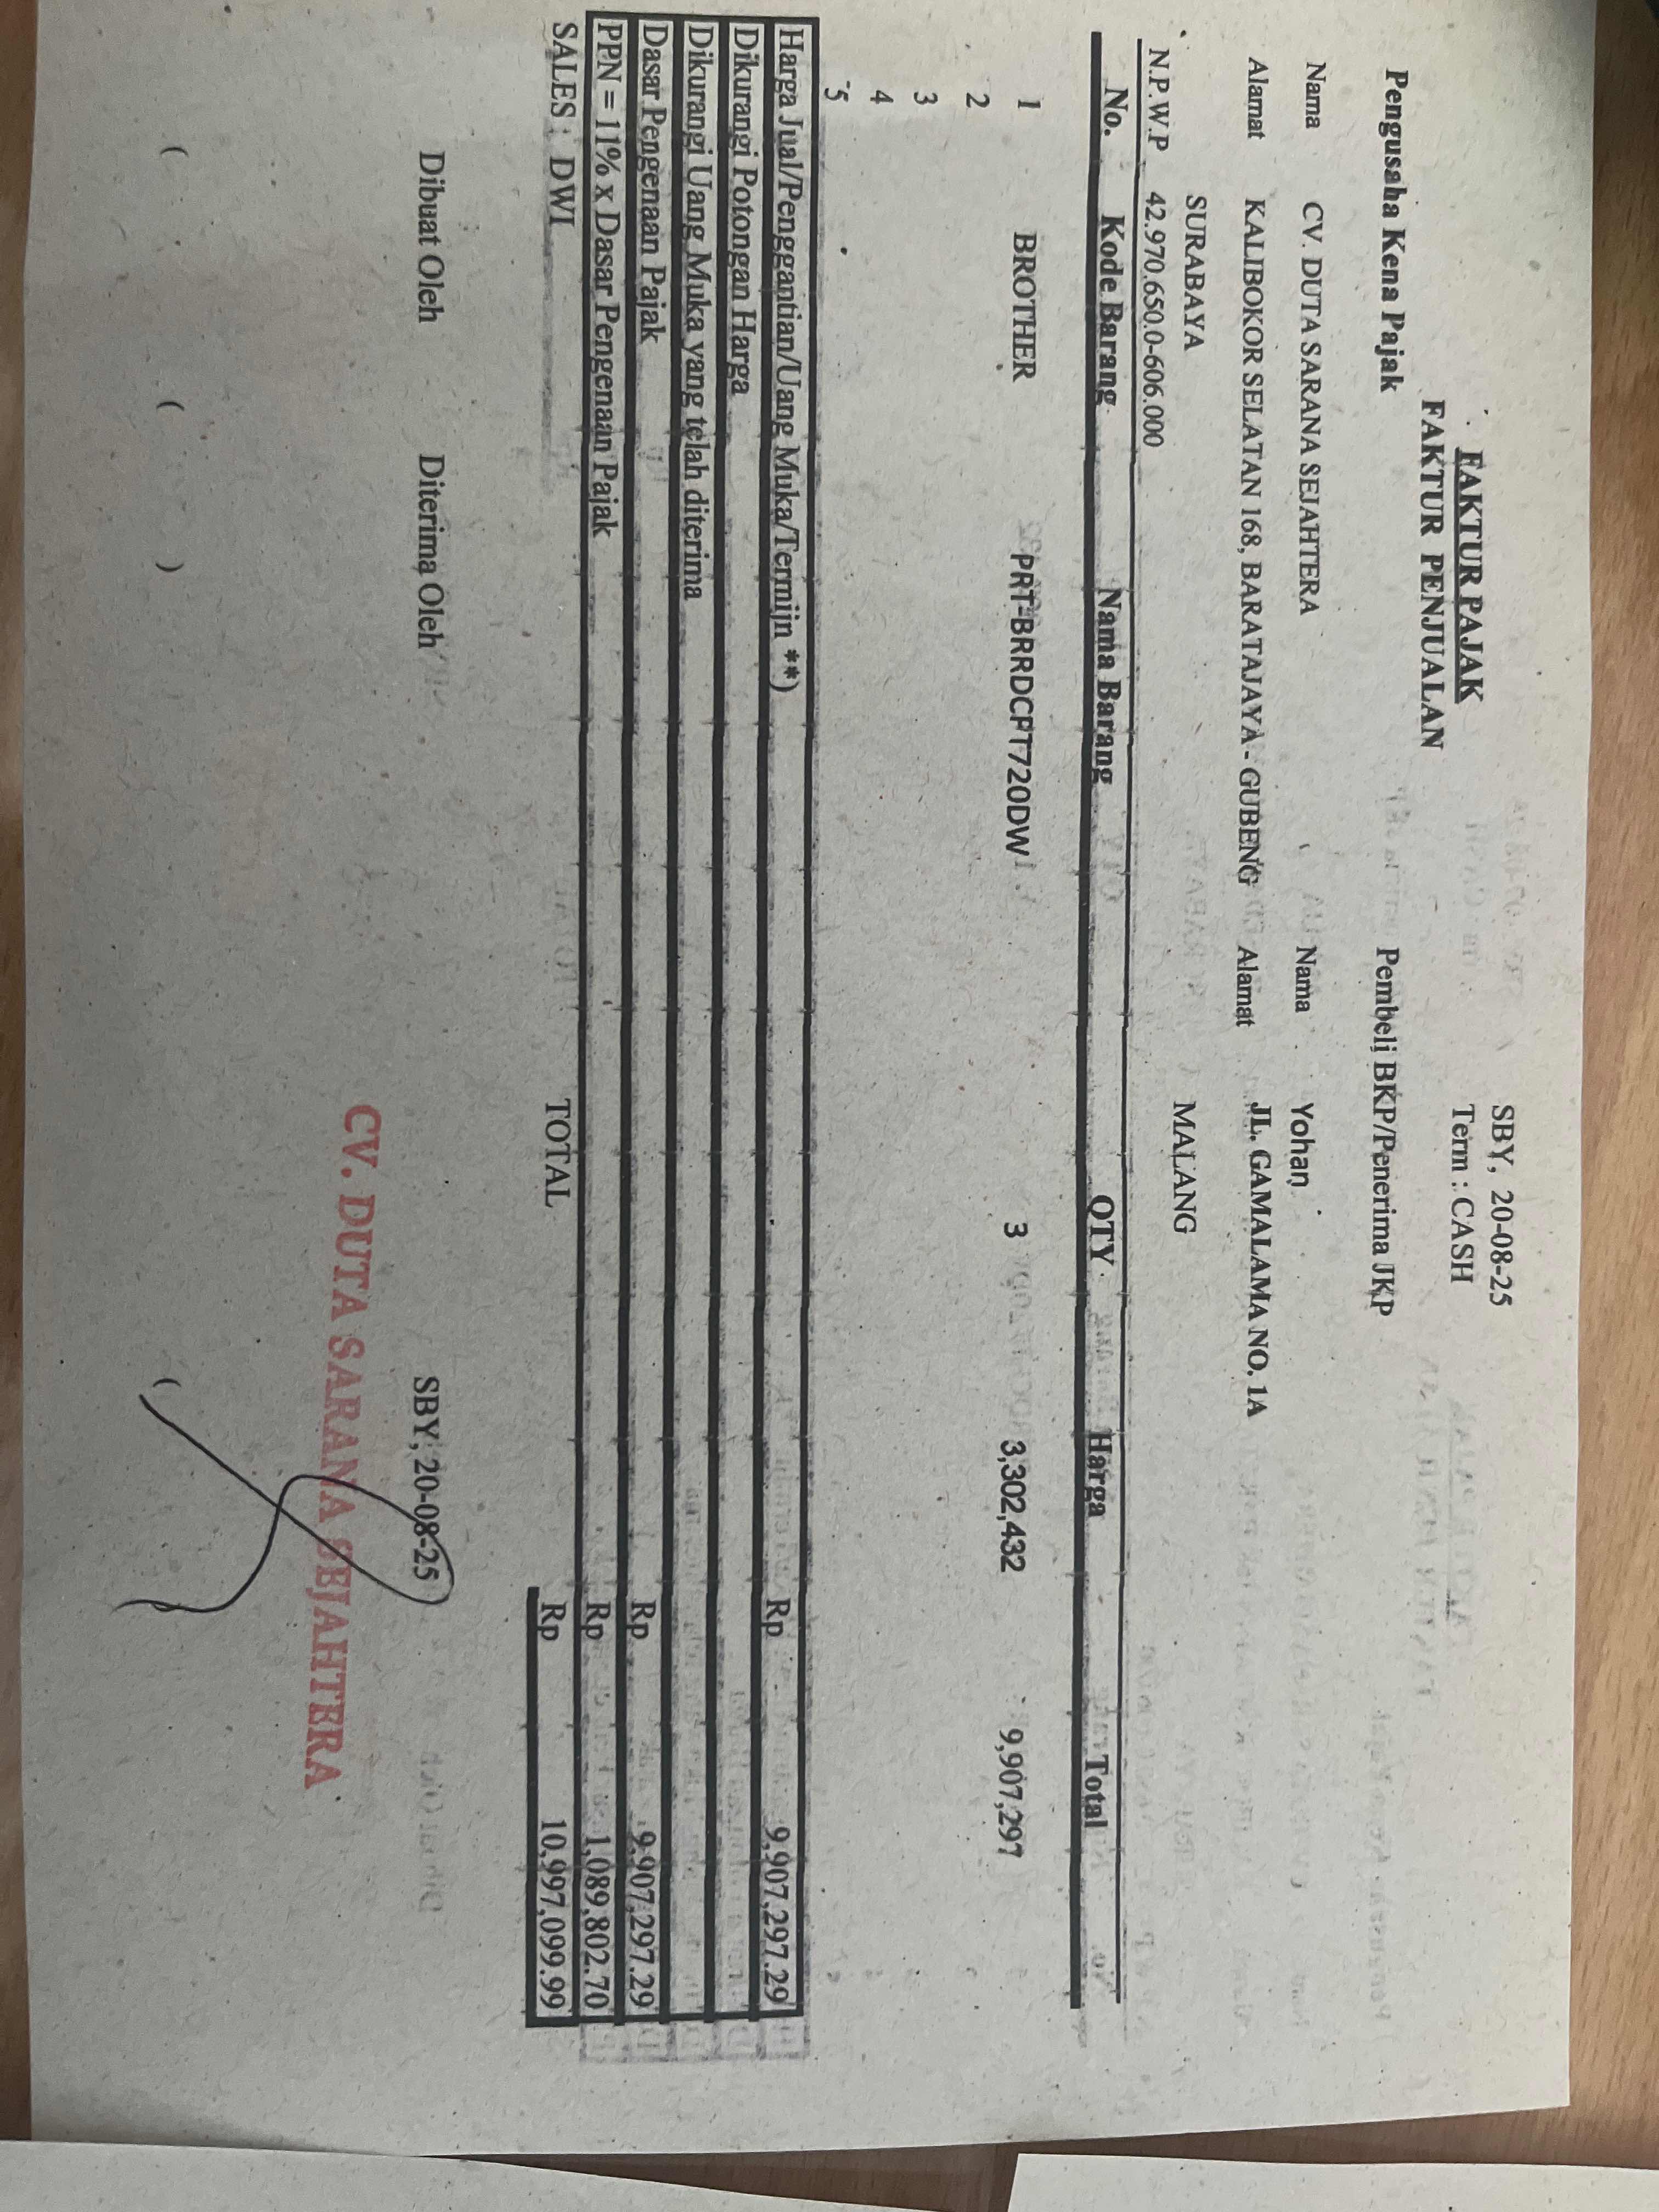 SBY, 20-08-25
FAKTUR PAJAK
Term : CASH
FAKTUR PENJUALAN
Pengusaha Kena Pajak Pembeli BKP/Penerima JKP
Nama CV. DUTA SARANA SEJAHTERA Nama Yohan
Alamat KALIBOKOR SELATAN 168, BARATAJAYA - GUBENG Alamat JL. GAMALAMA NO. 1A
SURABAYA MALANG
N.P.W.P 42.970.650.0-606.000
No. Kode Barang Nama Barang QTY Harga Total
1 BROTHER PRT-BRRDCPT720DW 3 3,302,432 9,907,297
2
3
4
5
Harga Jual/Penggantian/Uang Muka/Termijn **) Rp 9,907,297.29
Dikurangi Potongan Harga
Dikurangi Uang Muka yang telah diterima
Dasar Pengenaan Pajak Rp 9,907,297.29
PPN = 11% x Dasar Pengenaan Pajak Rp 1,089,802.70
SALES : DWI TOTAL Rp 10,997,099.99
Dibuat Oleh Diterima Oleh SBY, 20-08-25
CV. DUTA SARANA SEJAHTERA
( ( ) (